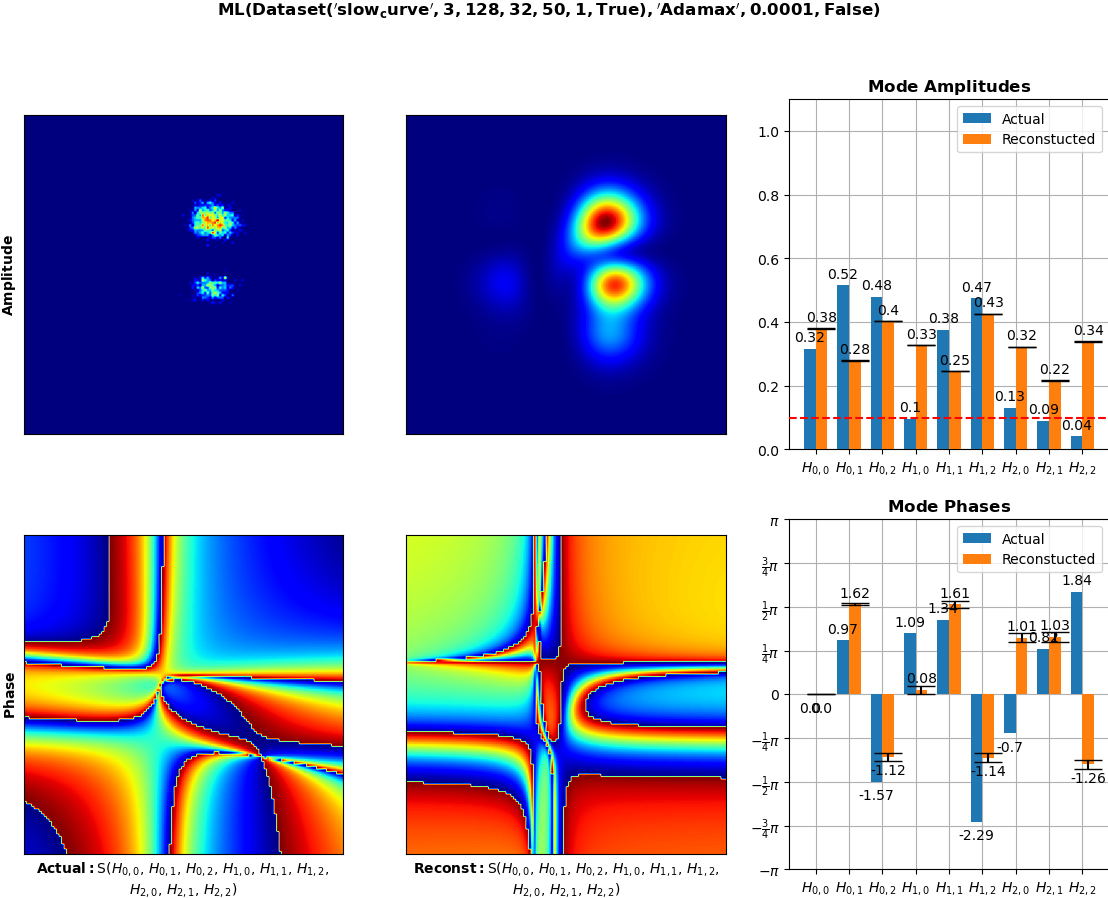 ML(Dataset('slow_curve', 3, 128, 32, 50, 1, True), 'Adamax', 0.0001, False)
Amplitude
Mode Amplitudes
Actual
Reconstucted
1.0
0.8
0.6
0.4
0.2
0.0
0.32 0.52 0.48 0.1 0.38 0.47 0.13 0.09 0.04
0.38 0.28 0.4 0.33 0.25 0.43 0.32 0.22 0.34
H0,0 H0,1 H0,2 H1,0 H1,1 H1,2 H2,0 H2,1 H2,2
Phase
Actual:S(H0,0, H0,1, H0,2, H1,0, H1,1, H1,2,
H2,0, H2,1, H2,2)
Reconst:S(H0,0, H0,1, H0,2, H1,0, H1,1, H1,2,
H2,0, H2,1, H2,2)
Mode Phases
Actual
Reconstucted
π
3/4π
1/2π
1/4π
0
−1/4π
−1/2π
−3/4π
−π
0.0 0.97 -1.57 1.09 1.34 -2.29 -0.7 1.84
0.0 1.62 -1.12 0.08 1.61 -1.14 1.01 1.03 -1.26
H0,0 H0,1 H0,2 H1,0 H1,1 H1,2 H2,0 H2,1 H2,2